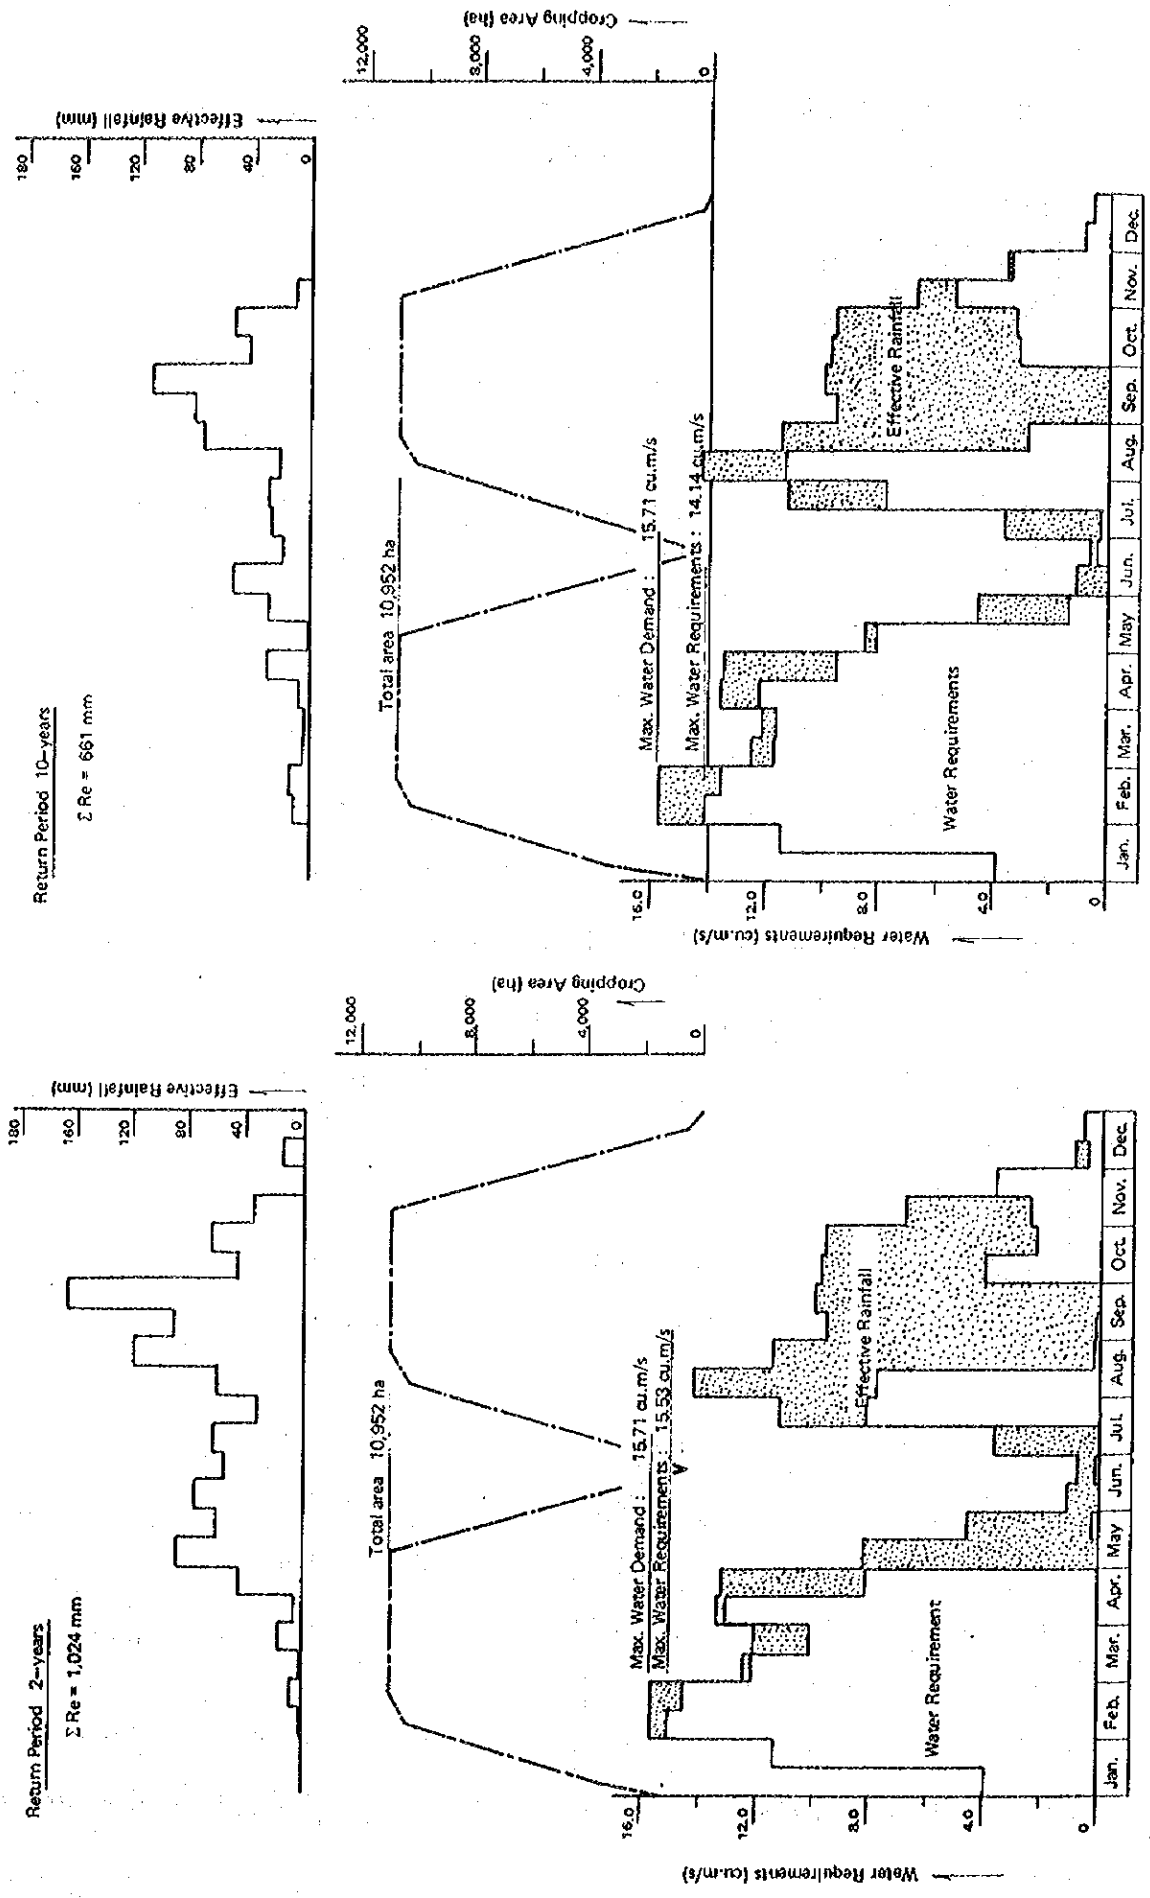 Return Period 2-years
Σ Re = 1,024 mm
Effective Rainfall (mm)
180
160
120
80
40
0
Total area 10,952 ha
Cropping Area (ha)
12,000
8,000
4,000
0
Max. Water Demand : 15.71 cu.m/s
Max. Water Requirements : 15.53 cu.m/s
Water Requirements (cu.m/s)
16.0
12.0
8.0
4.0
0
Effective Rainfall
Water Requirement
Jan. Feb. Mar. Apr. May Jun. Jul. Aug. Sep. Oct. Nov. Dec.
Return Period 10-years
Σ Re = 661 mm
Effective Rainfall (mm)
180
160
120
80
40
0
Total area 10,952 ha
Cropping Area (ha)
12,000
8,000
4,000
0
Max. Water Demand : 15.71 cu.m/s
Max. Water Requirements : 14.14 cu.m/s
Water Requirements (cu.m/s)
16.0
12.0
8.0
4.0
0
Effective Rainfall
Water Requirements
Jan. Feb. Mar. Apr. May Jun. Jul. Aug. Sep. Oct. Nov. Dec.